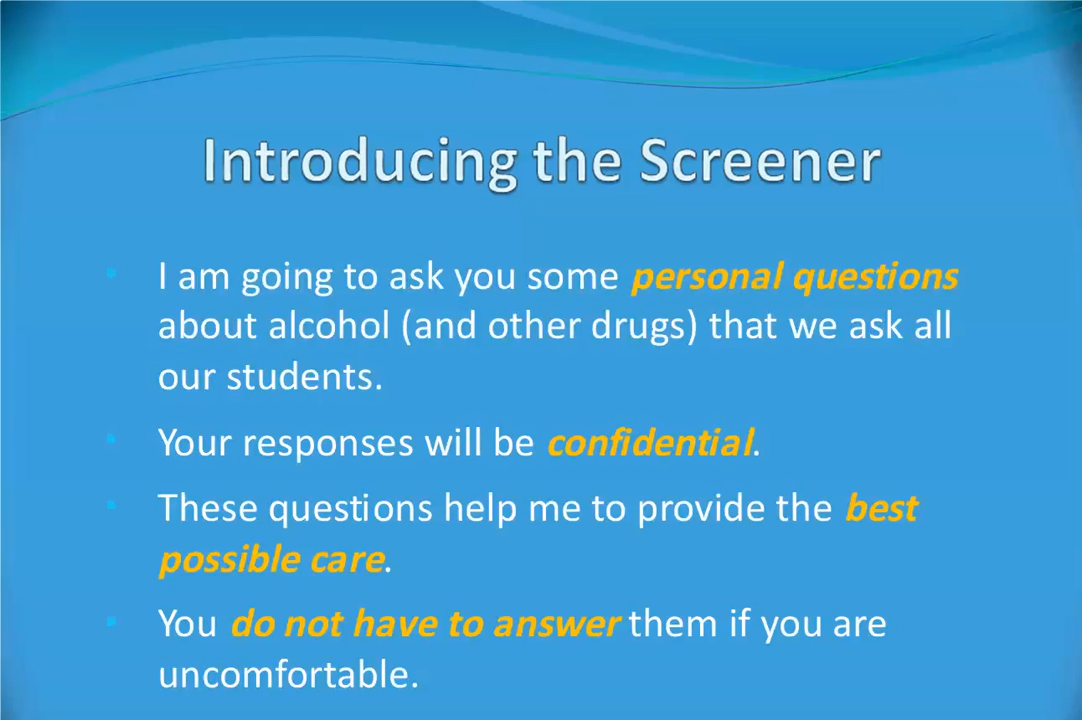 Introducing the Screener
I am going to ask you some personal questions
about alcohol (and other drugs) that we ask all
our students.
Your responses will be confidential.
These questions help me to provide the best
possible care.
You do not have to answer them if you are
uncomfortable.